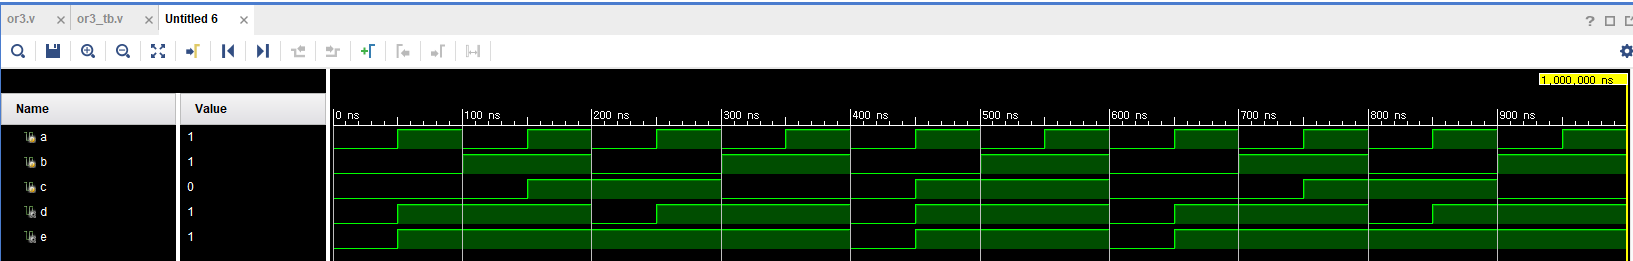 or3.v × or3_tb.v × Untitled 6 ×
?
1,000,000 ns
Name Value
0 ns 100 ns 200 ns 300 ns 400 ns 500 ns 600 ns 700 ns 800 ns 900 ns
a 1
b 1
c 0
d 1
e 1